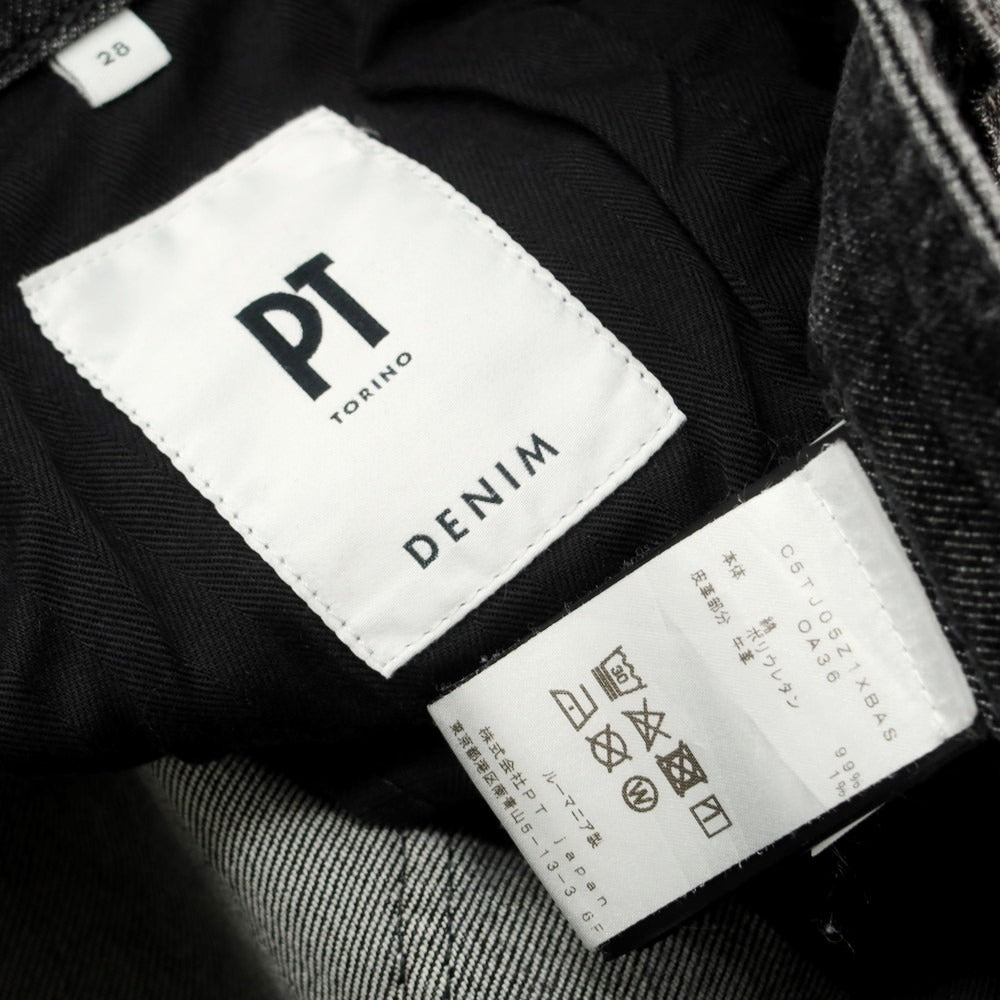 28
PT
TORINO
DENIM
C5TJ05Z1XBAS
OA36
本体 綿 99%
ポリウレタン 1%
皮革部分 牛革
30
W
ルーマニア製
株式会社PT japan
東京都港区南青山5-13-3 6F